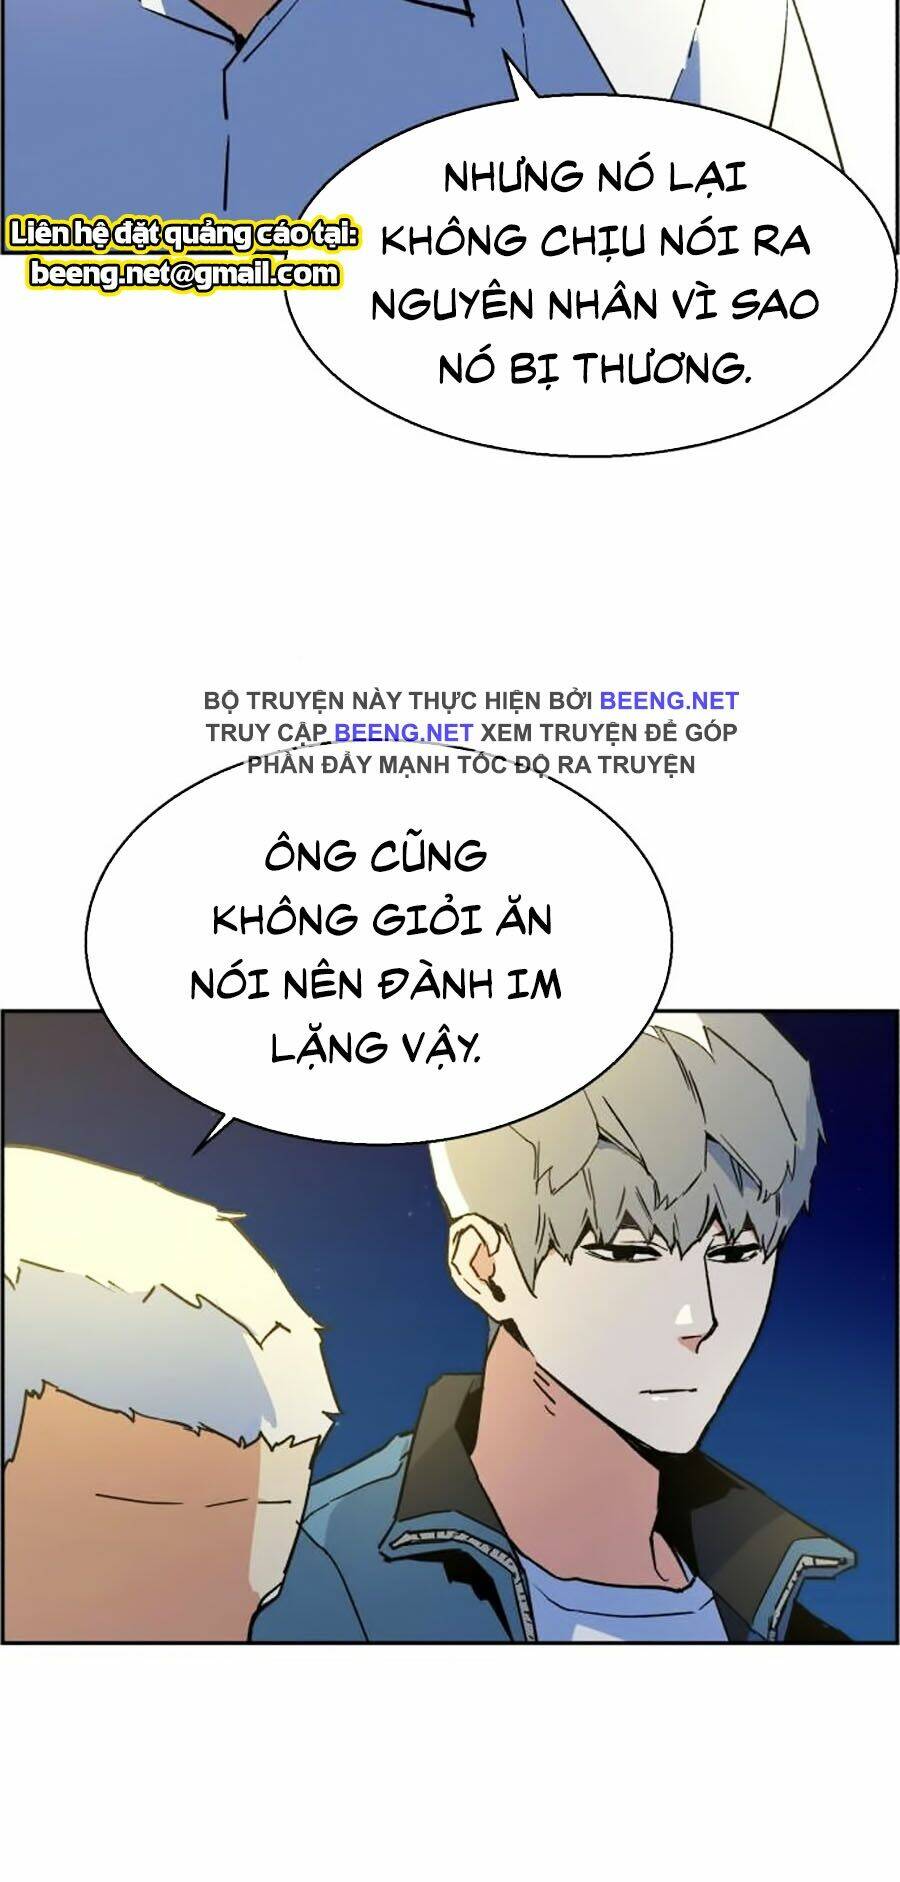 NHƯNG NÓ LẠI
KHÔNG CHỊU NÓI RA
NGUYÊN NHÂN VÌ SAO
NÓ BỊ THƯƠNG.
Liên hệ đặt quảng cáo tại:
beeng.net@gmail.com
BỘ TRUYỆN NÀY THỰC HIỆN BỞI BEENG.NET
TRUY CẬP BEENG.NET XEM TRUYỆN ĐỂ GÓP
PHẦN ĐẨY MẠNH TỐC ĐỘ RA TRUYỆN
ÔNG CŨNG
KHÔNG GIỎI ĂN
NÓI NÊN ĐÀNH IM
LẶNG VẬY.